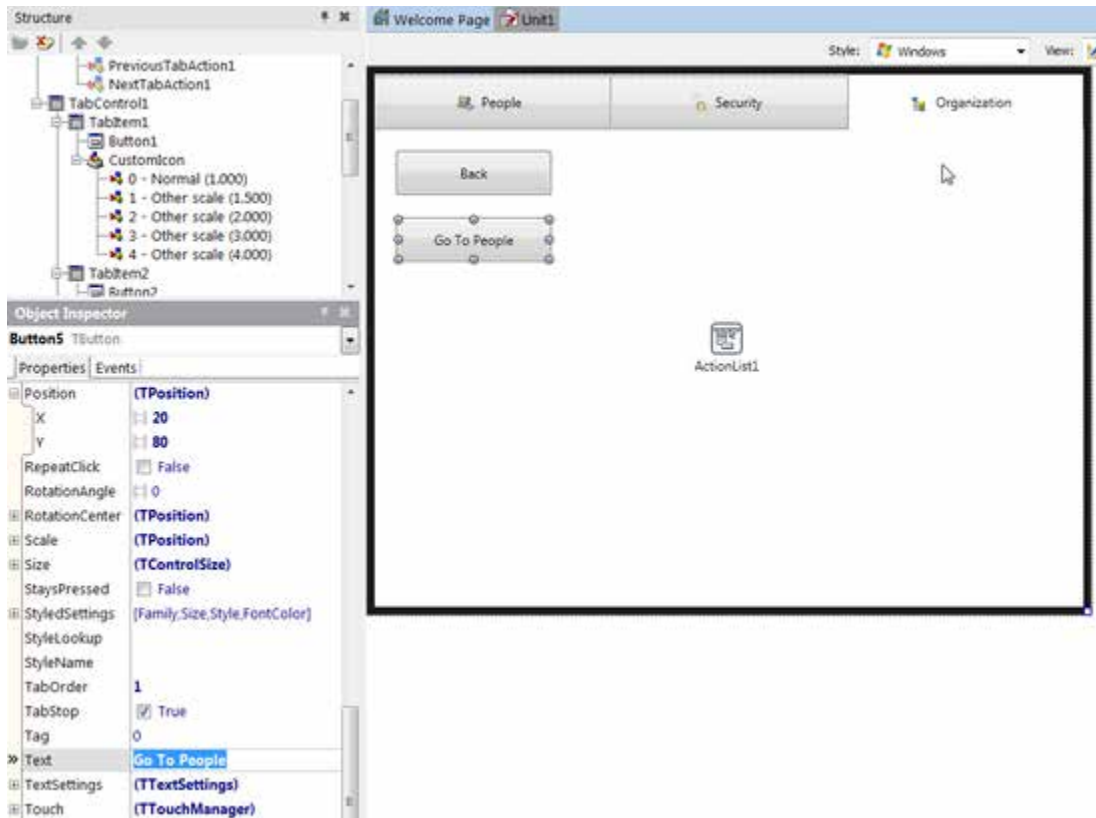 Structure
PreviousTabAction1
NextTabAction1
TabControl1
TabItem1
Button1
CustomIcon
0 - Normal (1.000)
1 - Other scale (1.500)
2 - Other scale (2.000)
3 - Other scale (3.000)
4 - Other scale (4.000)
TabItem2
Button2
Object Inspector
Button5 TButton
Properties Events
Position (TPosition)
X 20
Y 80
RepeatClick False
RotationAngle 0
RotationCenter (TPosition)
Scale (TPosition)
Size (TControlSize)
StaysPressed False
StyledSettings [Family,Size,Style,FontColor]
StyleLookup
StyleName
TabOrder 1
TabStop True
Tag 0
» Text Go To People
TextSettings (TTextSettings)
Touch (TTouchManager)
Welcome Page Unit1
Style: Windows View:
People Security Organization
Back
Go To People
ActionList1